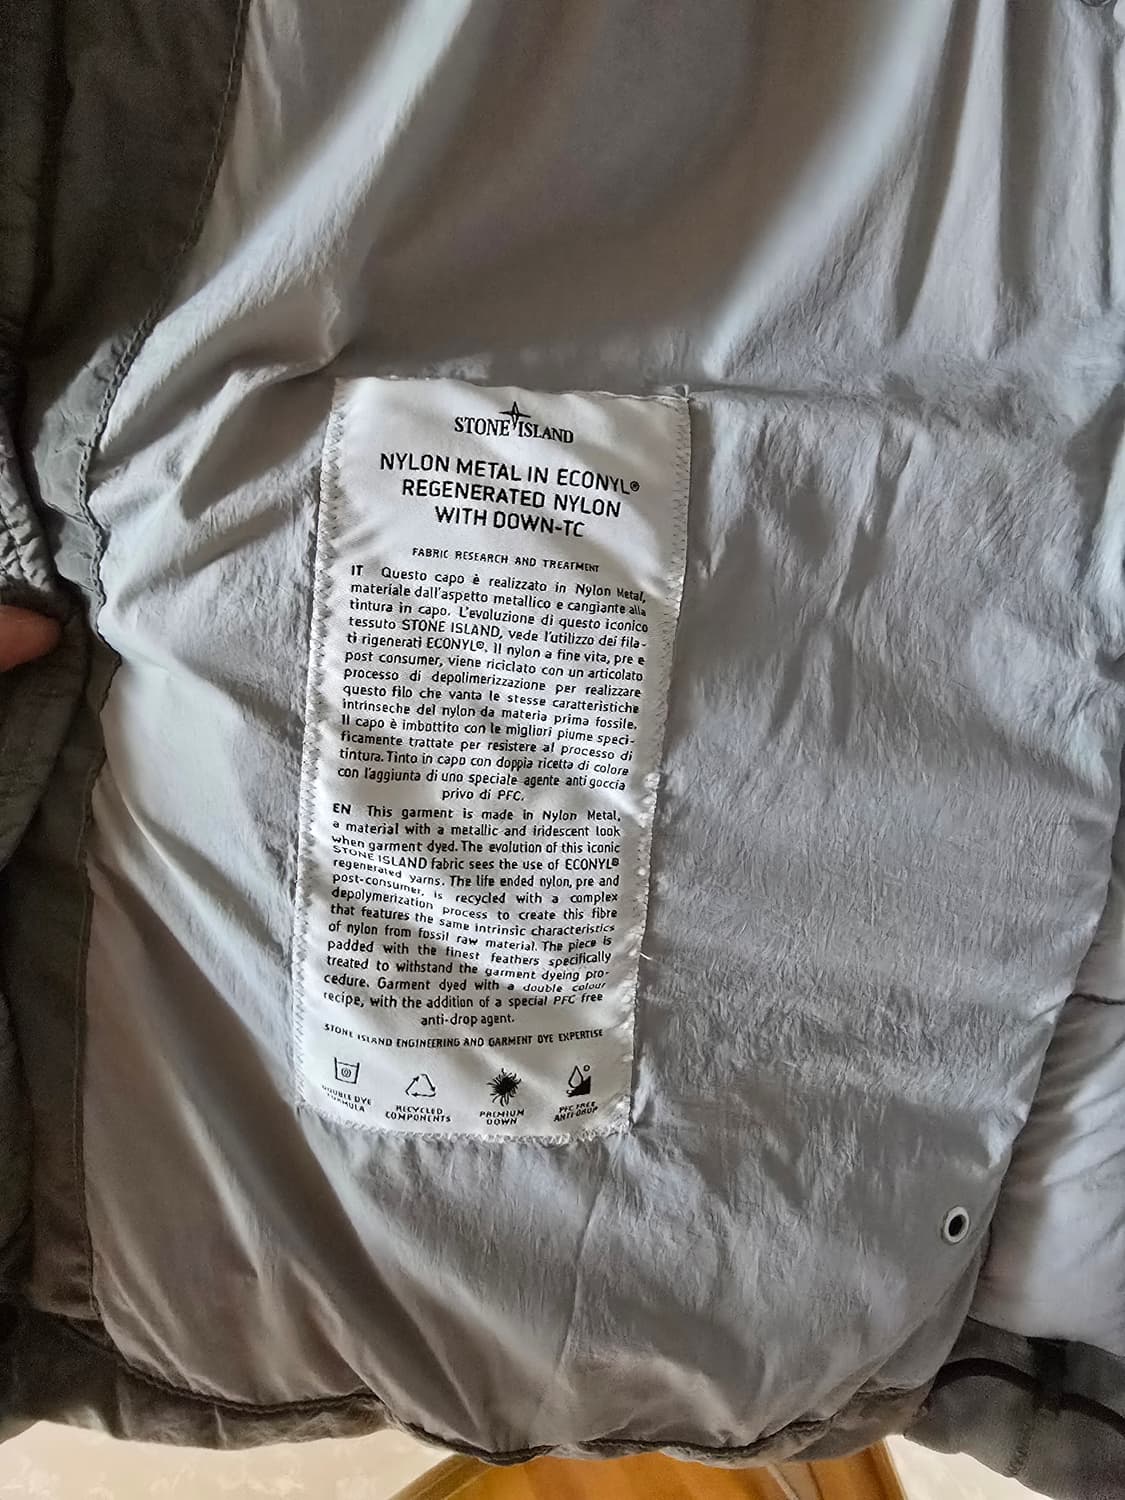 STONE ISLAND
NYLON METAL IN ECONYL®
REGENERATED NYLON
WITH DOWN-TC
FABRIC RESEARCH AND TREATMENT
IT Questo capo è realizzato in Nylon Metal,
materiale dall'aspetto metallico e cangiante alla
tintura in capo. L'evoluzione di questo iconico
tessuto STONE ISLAND, vede l'utilizzo dei fila-
ti rigenerati ECONYL®. Il nylon a fine vita, pre e
post consumer, viene riciclato con un articolato
processo di depolimerizzazione per realizzare
questo filo che vanta le stesse caratteristiche
intrinseche del nylon da materia prima fossile.
Il capo è imbottito con le migliori piume speci-
ficamente trattate per resistere al processo di
tintura. Tinto in capo con doppia ricetta di colore
con l'aggiunta di uno speciale agente anti goccia
privo di PFC.
EN This garment is made in Nylon Metal,
a material with a metallic and iridescent look
when garment dyed. The evolution of this iconic
STONE ISLAND fabric sees the use of ECONYL®
regenerated yarns. The life ended nylon, pre and
post-consumer, is recycled with a complex
depolymerization process to create this fibre
that features the same intrinsic characteristics
of nylon from fossil raw material. The piece is
padded with the finest feathers specifically
treated to withstand the garment dyeing pro-
cedure. Garment dyed with a double colour
recipe, with the addition of a special PFC free
anti-drop agent.
STONE ISLAND ENGINEERING AND GARMENT DYE EXPERTISE
DOUBLE DYE
FORMULA
RECYCLED
COMPONENTS
PREMIUM
DOWN
PFC FREE
ANTI-DROP